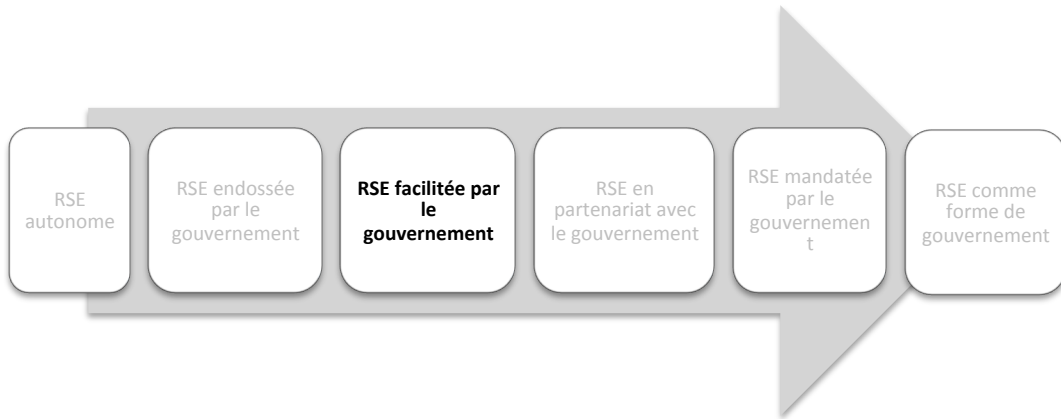 RSE
autonome
RSE endossée
par le
gouvernement
RSE facilitée par
le
gouvernement
RSE en
partenariat avec
le gouvernement
RSE mandatée
par le
gouvernemen
t
RSE comme
forme de
gouvernement